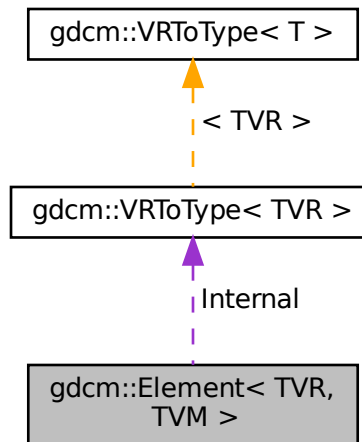 gdcm::VRToType< T >
< TVR >
gdcm::VRToType< TVR >
Internal
gdcm::Element< TVR,
TVM >